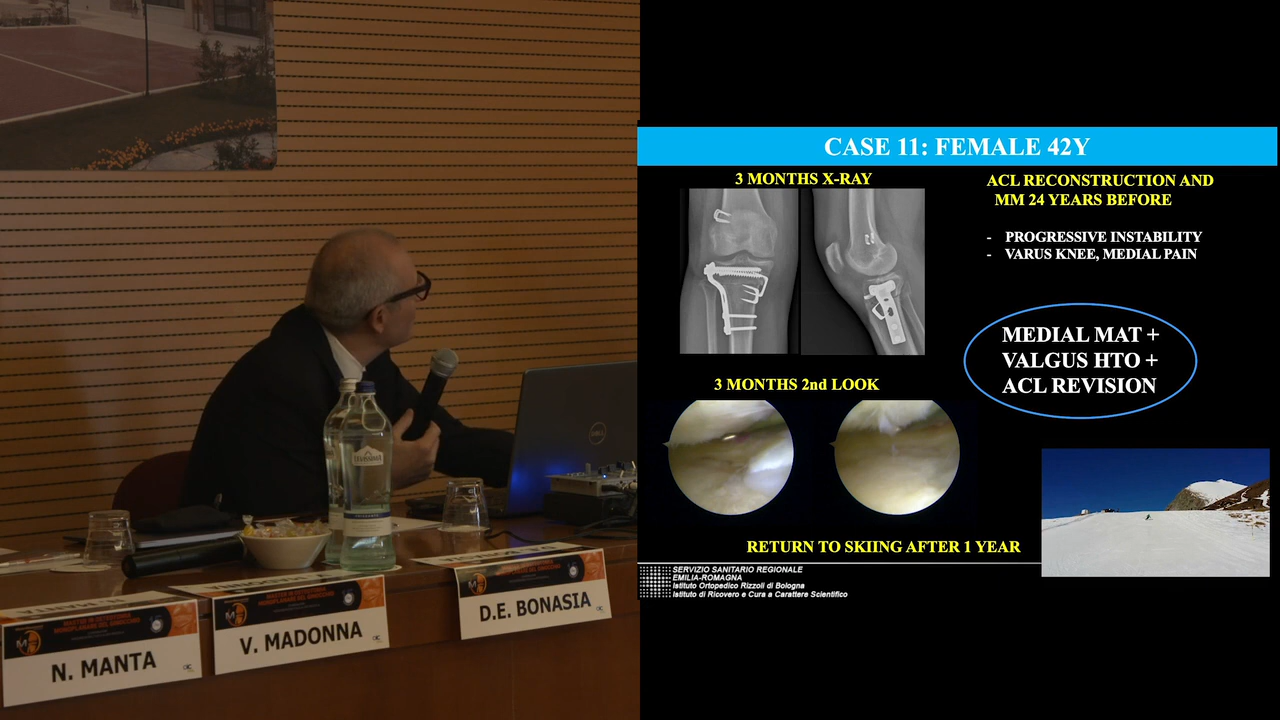 CASE 11: FEMALE 42Y
3 MONTHS X-RAY
ACL RECONSTRUCTION AND
MM 24 YEARS BEFORE
- PROGRESSIVE INSTABILITY
- VARUS KNEE, MEDIAL PAIN
MEDIAL MAT +
VALGUS HTO +
ACL REVISION
3 MONTHS 2nd LOOK
RETURN TO SKIING AFTER 1 YEAR
SERVIZIO SANITARIO REGIONALE
EMILIA-ROMAGNA
Istituto Ortopedico Rizzoli di Bologna
Istituto di Ricovero e Cura a Carattere Scientifico
N. MANTA
V. MADONNA
D.E. BONASIA
DELL